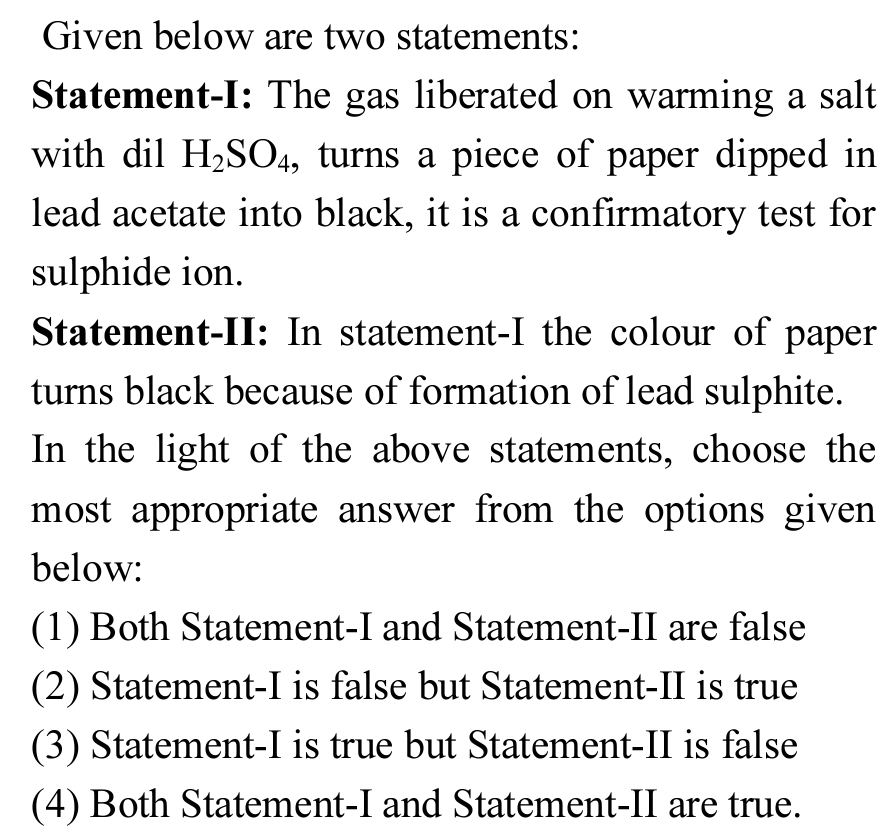 Given below are two statements:
Statement-I: The gas liberated on warming a salt
with dil H₂SO₄, turns a piece of paper dipped in
lead acetate into black, it is a confirmatory test for
sulphide ion.
Statement-II: In statement-I the colour of paper
turns black because of formation of lead sulphite.
In the light of the above statements, choose the
most appropriate answer from the options given
below:
(1) Both Statement-I and Statement-II are false
(2) Statement-I is false but Statement-II is true
(3) Statement-I is true but Statement-II is false
(4) Both Statement-I and Statement-II are true.